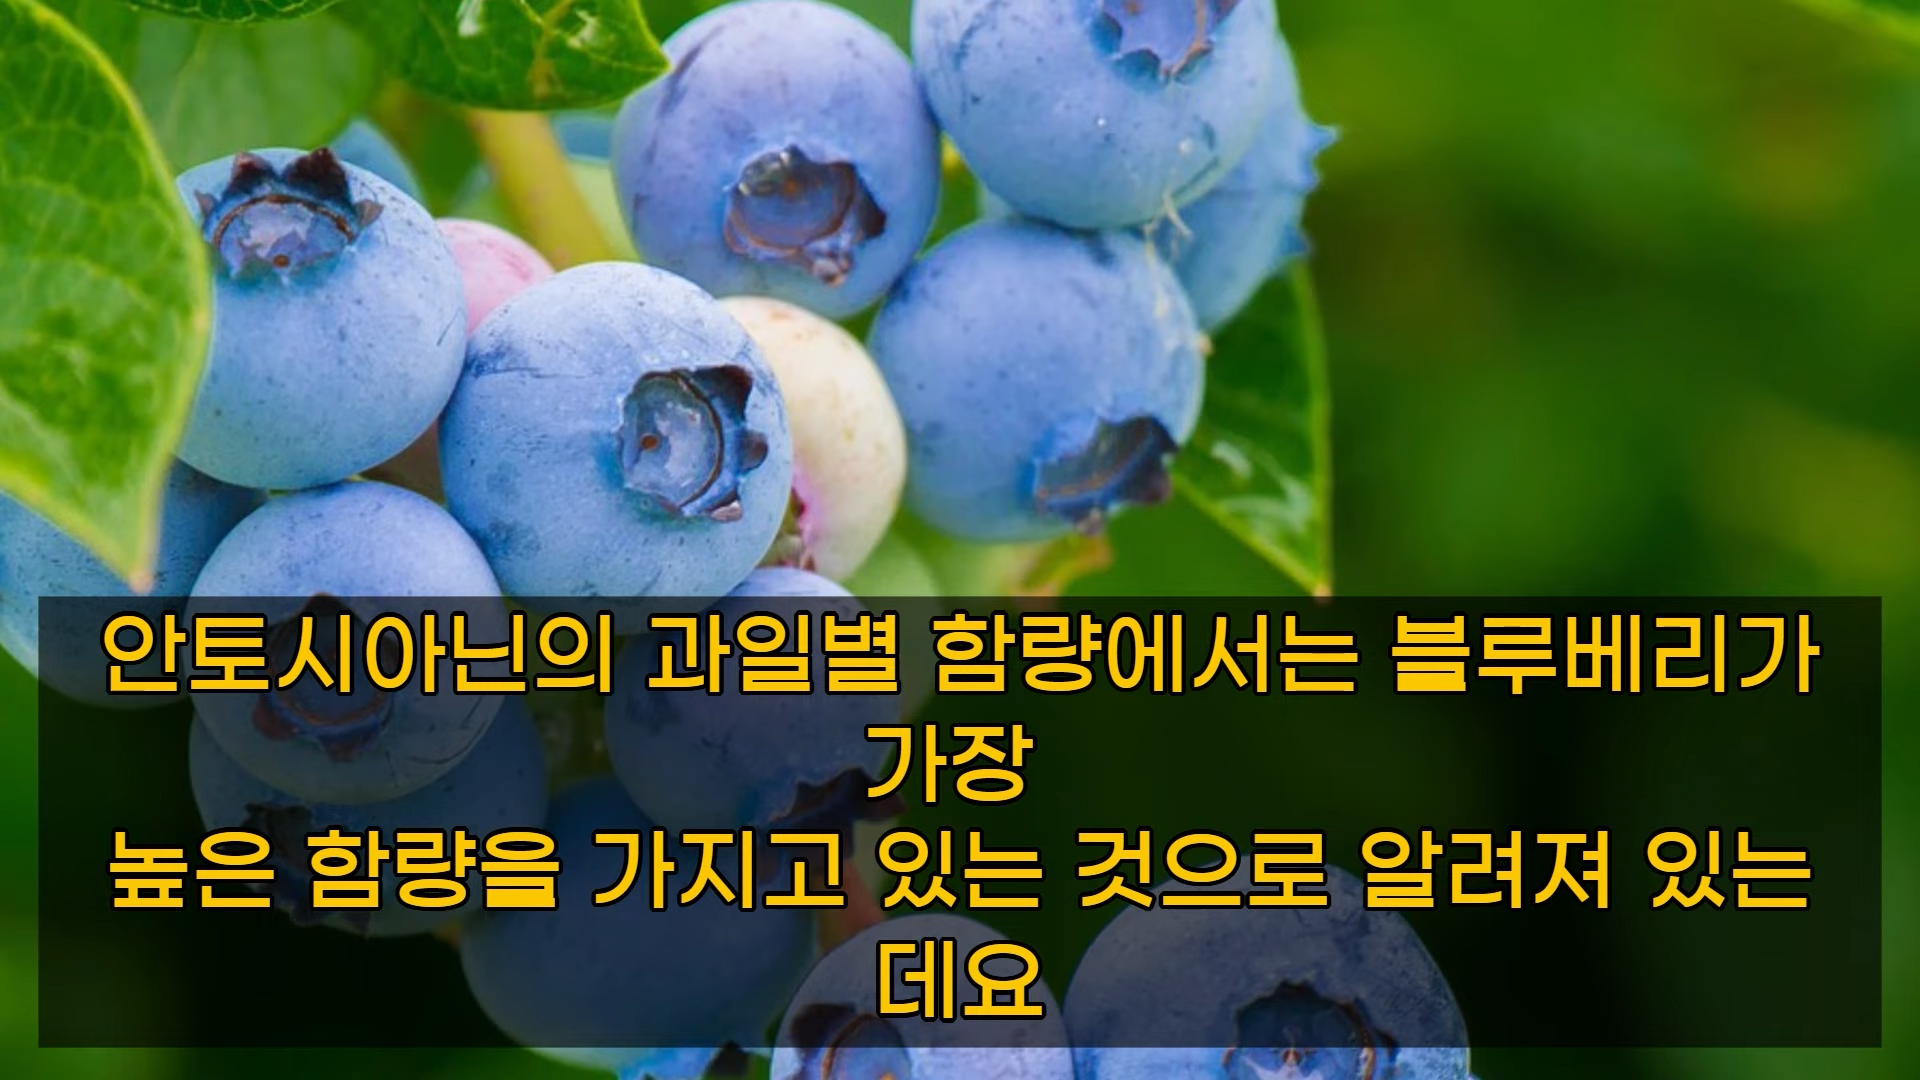 안토시아닌의 과일별 함량에서는 블루베리가
가장
높은 함량을 가지고 있는 것으로 알려져 있는
데요